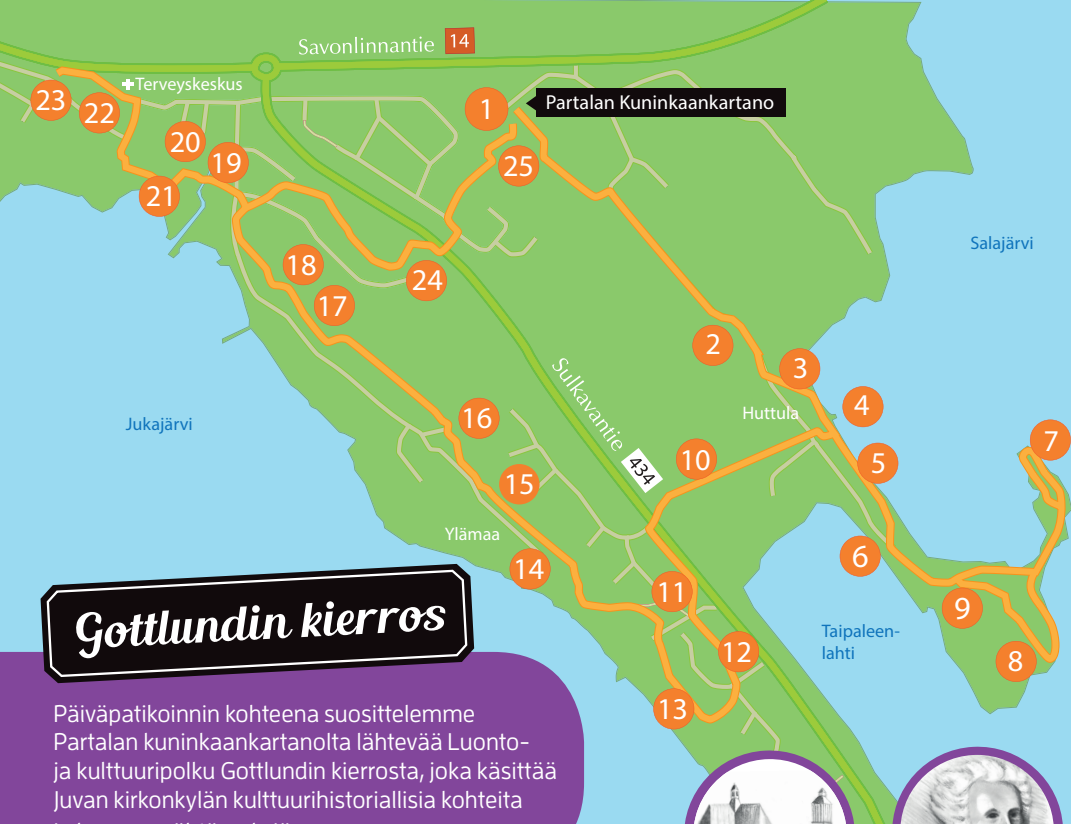 Savonlinnantie 14
Terveyskeskus
23
22
1
Partalan Kuninkaankartano
20
19
25
21
Salajärvi
18
24
17
2
3
Sulkavantie
434
Huttula
4
Jukajärvi
16
10
5
7
15
Ylämaa
14
6
11
9
Taipaleen-
lahti
12
8
13
Gottlundin kierros
Päiväpatikoinnin kohteena suosittelemme
Partalan kuninkaankartanolta lähtevää Luonto-
ja kulttuuripolku Gottlundin kierrosta, joka käsittää
Juvan kirkonkylän kulttuurihistoriallisia kohteita